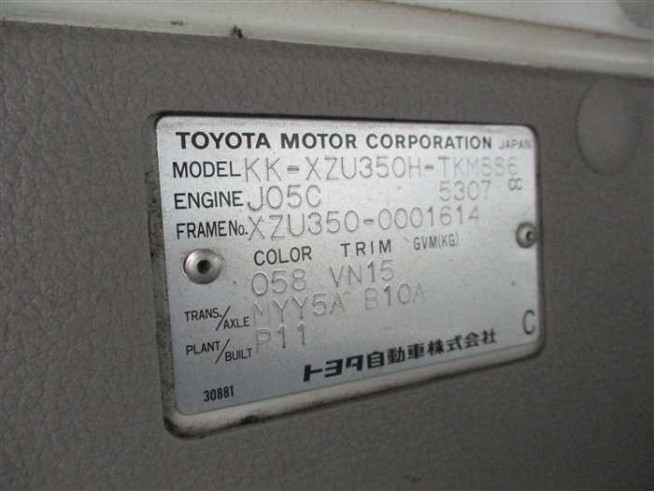 TOYOTA MOTOR CORPORATION JAPAN
MODEL KK-XZU350H-TKMSS6
ENGINE J05C 5307 CC
FRAME No. XZU350-0001614
COLOR TRIM GVM(KG)
058 VN15
TRANS./AXLE MYY5A B10A
PLANT/BUILT P11
C
トヨタ自動車株式会社
30881